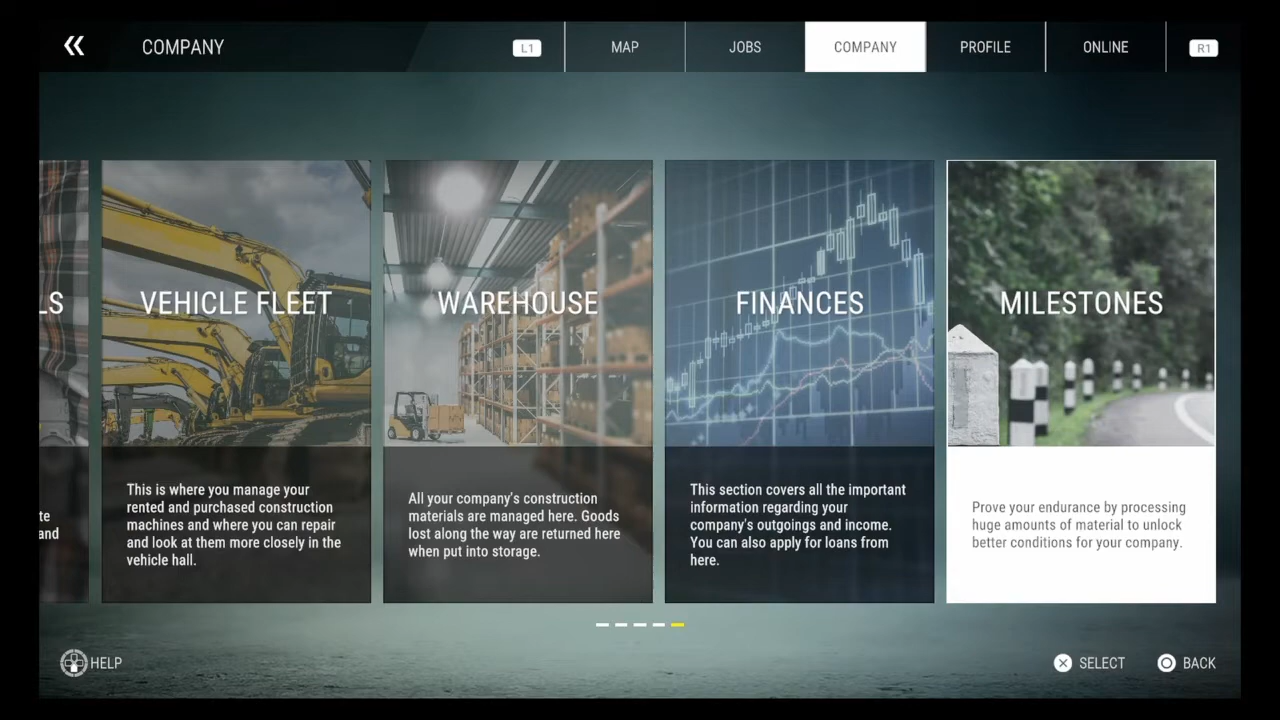 COMPANY
L1
MAP
JOBS
COMPANY
PROFILE
ONLINE
R1
LS
te
and
VEHICLE FLEET
This is where you manage your
rented and purchased construction
machines and where you can repair
and look at them more closely in the
vehicle hall.
WAREHOUSE
All your company's construction
materials are managed here. Goods
lost along the way are returned here
when put into storage.
FINANCES
This section covers all the important
information regarding your
company's outgoings and income.
You can also apply for loans from
here.
MILESTONES
Prove your endurance by processing
huge amounts of material to unlock
better conditions for your company.
HELP
SELECT
BACK